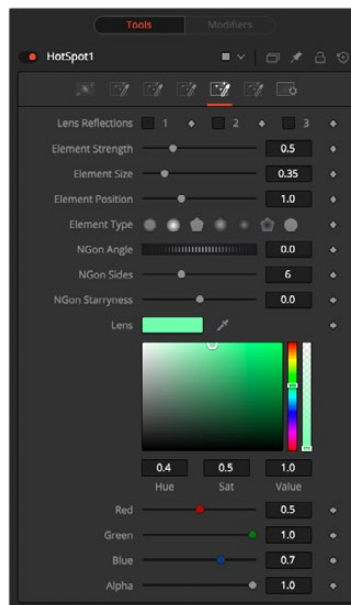 Tools Modifiers
HotSpot1
Lens Reflections 1 2 3
Element Strength 0.5
Element Size 0.35
Element Position 1.0
Element Type
NGon Angle 0.0
NGon Sides 6
NGon Starryness 0.0
Lens
0.4 0.5 1.0
Hue Sat Value
Red 0.5
Green 1.0
Blue 0.7
Alpha 1.0